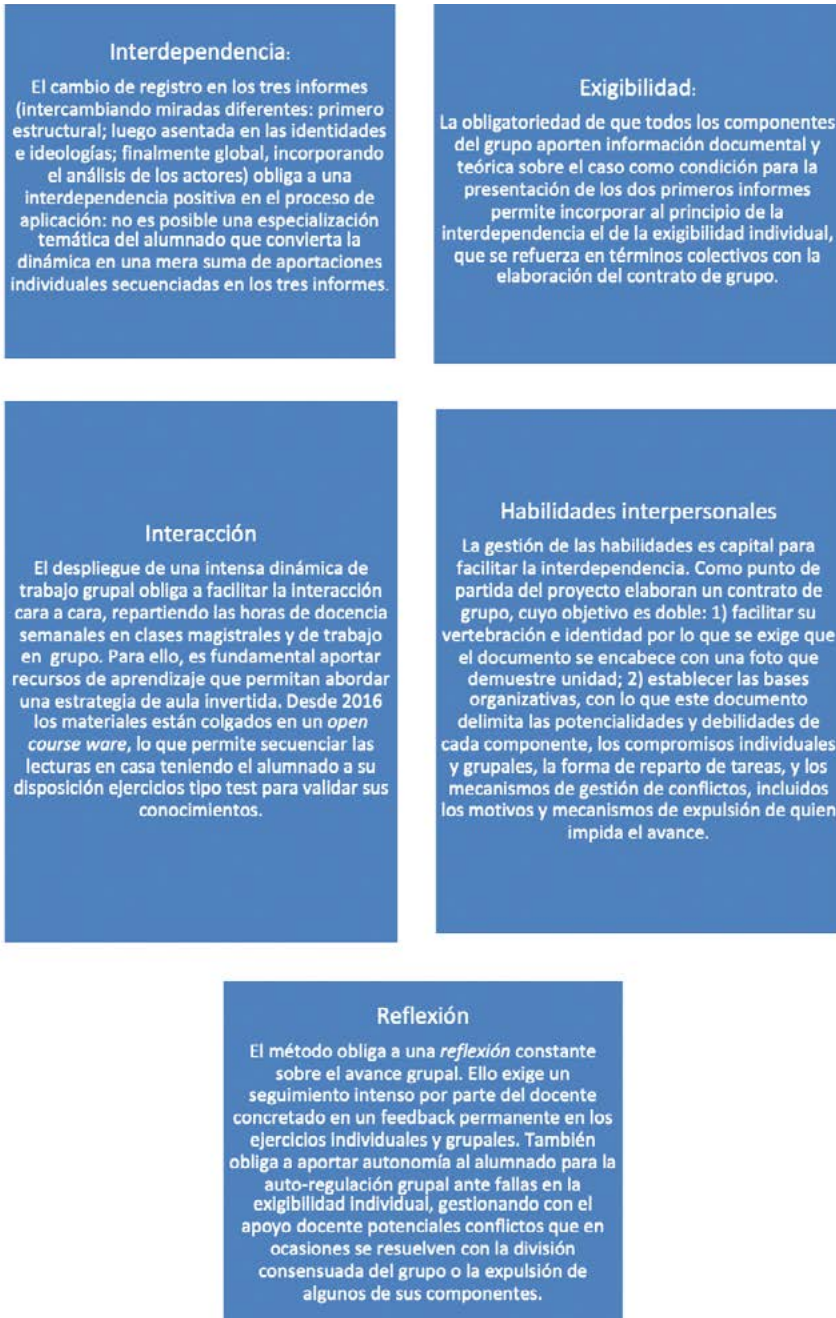 Interdependencia:
El cambio de registro en los tres informes
(intercambiando miradas diferentes: primero
estructural; luego asentada en las identidades
e ideologías; finalmente global, incorporando
el análisis de los actores) obliga a una
interdependencia positiva en el proceso de
aplicación: no es posible una especialización
temática del alumnado que convierta la
dinámica en una mera suma de aportaciones
individuales secuenciadas en los tres informes.
Exigibilidad:
La obligatoriedad de que todos los componentes
del grupo aporten información documental y
teórica sobre el caso como condición para la
presentación de los dos primeros informes
permite incorporar al principio de la
interdependencia el de la exigibilidad individual,
que se refuerza en términos colectivos con la
elaboración del contrato de grupo.
Interacción
El despliegue de una intensa dinámica de
trabajo grupal obliga a facilitar la interacción
cara a cara, repartiendo las horas de docencia
semanales en clases magistrales y de trabajo
en grupo. Para ello, es fundamental aportar
recursos de aprendizaje que permitan abordar
una estrategia de aula invertida. Desde 2016
los materiales están colgados en un open
course ware, lo que permite secuenciar las
lecturas en casa teniendo el alumnado a su
disposición ejercicios tipo test para validar sus
conocimientos.
Habilidades interpersonales
La gestión de las habilidades es capital para
facilitar la interdependencia. Como punto de
partida del proyecto elaboran un contrato de
grupo, cuyo objetivo es doble: 1) facilitar su
vertebración e identidad por lo que se exige que
el documento se encabece con una foto que
demuestre unidad; 2) establecer las bases
organizativas, con lo que este documento
delimita las potencialidades y debilidades de
cada componente, los compromisos individuales
y grupales, la forma de reparto de tareas, y los
mecanismos de gestión de conflictos, incluidos
los motivos y mecanismos de expulsión de quien
impida el avance.
Reflexión
El método obliga a una reflexión constante
sobre el avance grupal. Ello exige un
seguimiento intenso por parte del docente
concretado en un feedback permanente en los
ejercicios individuales y grupales. También
obliga a aportar autonomía al alumnado para la
auto-regulación grupal ante fallas en la
exigibilidad individual, gestionando con el
apoyo docente potenciales conflictos que en
ocasiones se resuelven con la división
consensuada del grupo o la expulsión de
algunos de sus componentes.